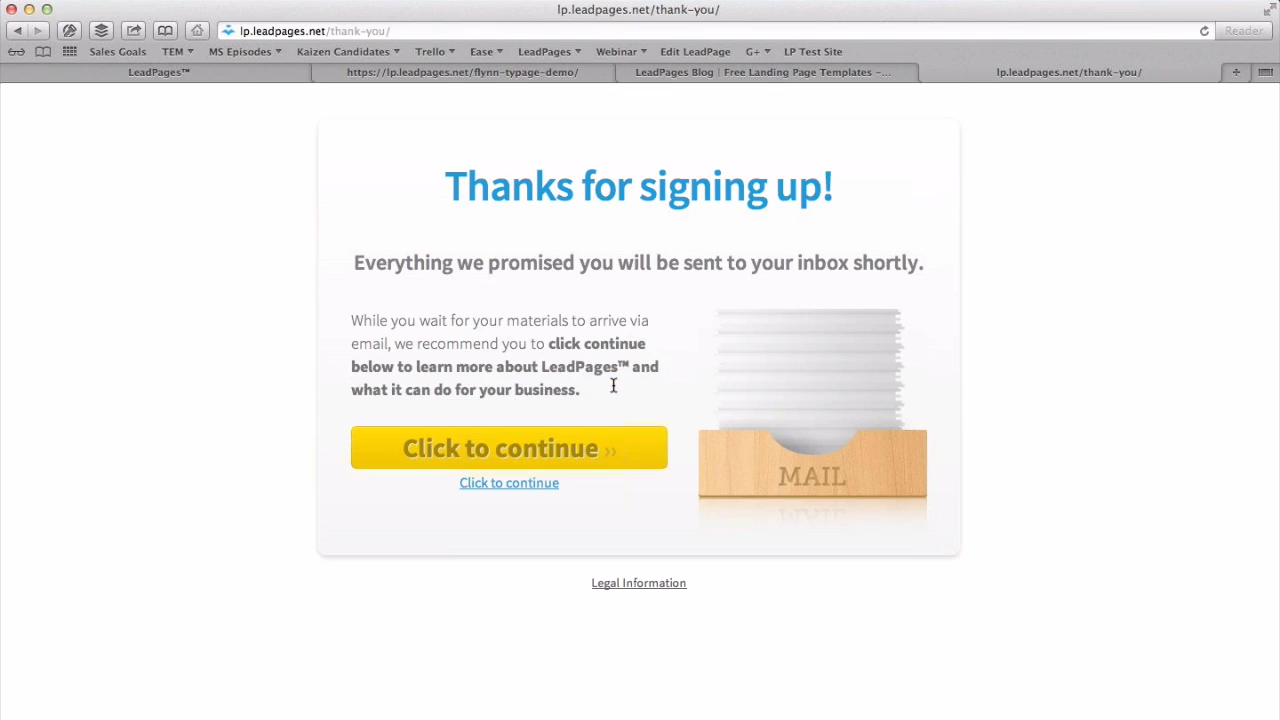 lp.leadpages.net/thank-you/
lp.leadpages.net/thank-you/
Reader
Sales Goals TEM MS Episodes Kaizen Candidates Trello Ease LeadPages Webinar Edit LeadPage G+ LP Test Site
LeadPages™ https://lp.leadpages.net/flynn-typage-demo/ LeadPages Blog | Free Landing Page Templates -... lp.leadpages.net/thank-you/
Thanks for signing up!
Everything we promised you will be sent to your inbox shortly.
While you wait for your materials to arrive via
email, we recommend you to click continue
below to learn more about LeadPages™ and
what it can do for your business.
Click to continue »
Click to continue
MAIL
Legal Information